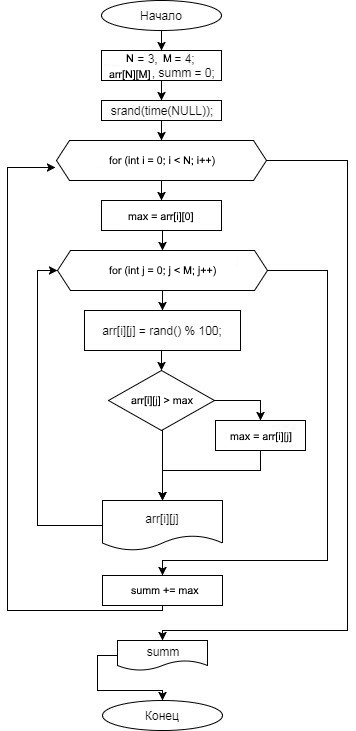 Начало
N = 3, M = 4;
arr[N][M], summ = 0;
srand(time(NULL));
for (int i = 0; i < N; i++)
max = arr[i][0]
for (int j = 0; j < M; j++)
arr[i][j] = rand() % 100;
arr[i][j] > max
max = arr[i][j]
arr[i][j]
summ += max
summ
Конец